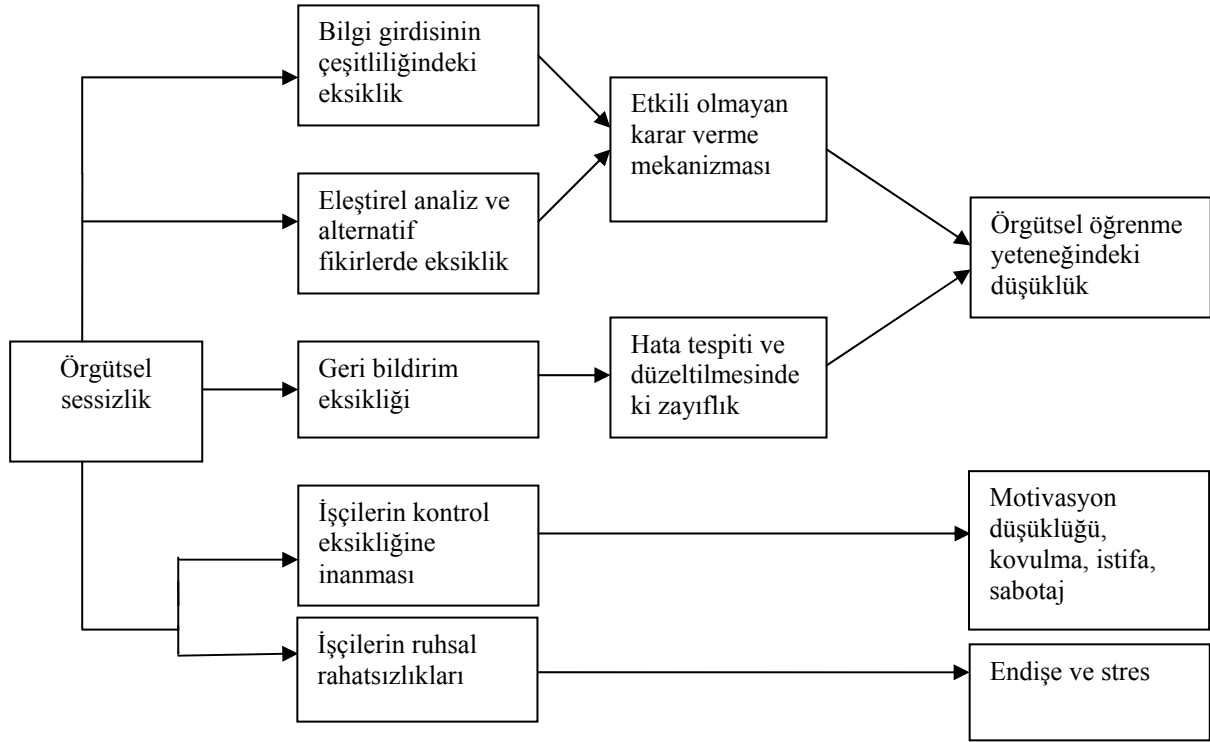 Bilgi girdisinin
çeşitliliğindeki
eksiklik
Etkili olmayan
karar verme
mekanizması
Eleştirel analiz ve
alternatif
fikirlerde eksiklik
Örgütsel öğrenme
yeteneğindeki
düşüklük
Örgütsel
sessizlik
Geri bildirim
eksikliği
Hata tespiti ve
düzeltilmesinde
ki zayıflık
İşçilerin kontrol
eksikliğine
inanması
Motivasyon
düşüklüğü,
kovulma, istifa,
sabotaj
İşçilerin ruhsal
rahatsızlıkları
Endişe ve stres